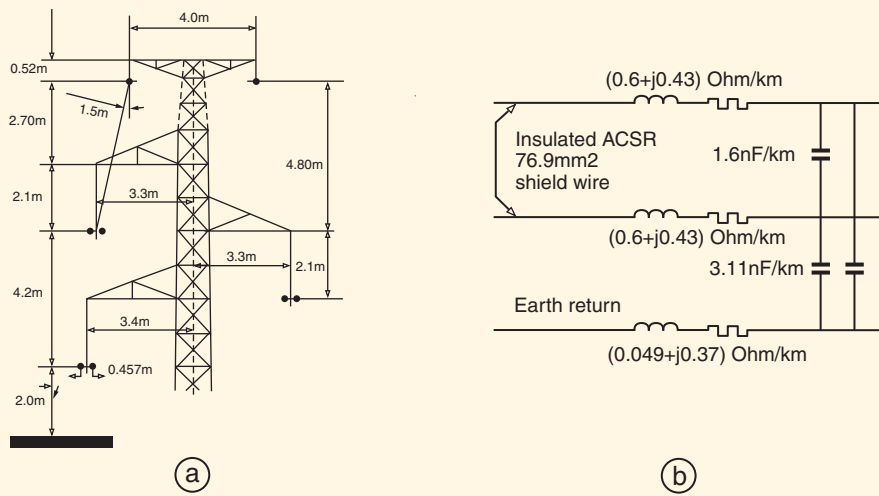 4.0m
0.52m
1.5m
2.70m
4.80m
2.1m
3.3m
3.3m
2.1m
4.2m
3.4m
0.457m
2.0m
a
(0.6+j0.43) Ohm/km
Insulated ACSR
76.9mm2
shield wire
1.6nF/km
(0.6+j0.43) Ohm/km
3.11nF/km
Earth return
(0.049+j0.37) Ohm/km
b